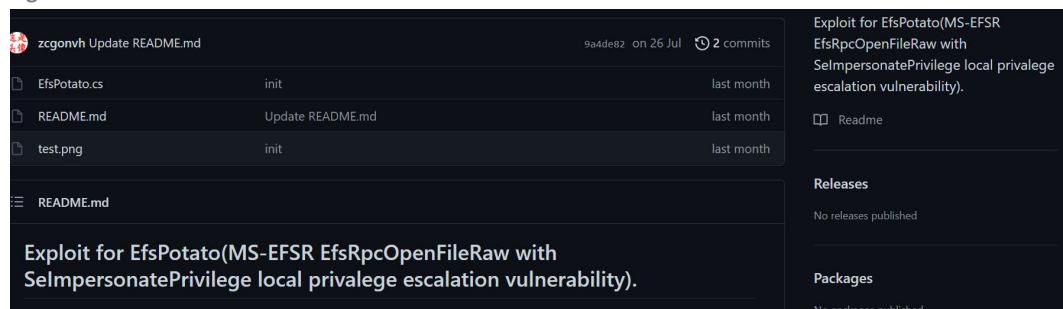 zcgonvh Update README.md 9a4de82 on 26 Jul 2 commits
EfsPotato.cs init last month
README.md Update README.md last month
test.png init last month
README.md
Exploit for EfsPotato(MS-EFSR EfsRpcOpenFileRaw with
SeImpersonatePrivilege local privalege escalation vulnerability).
Exploit for EfsPotato(MS-EFSR
EfsRpcOpenFileRaw with
SeImpersonatePrivilege local privalege
escalation vulnerability).
Readme
Releases
No releases published
Packages